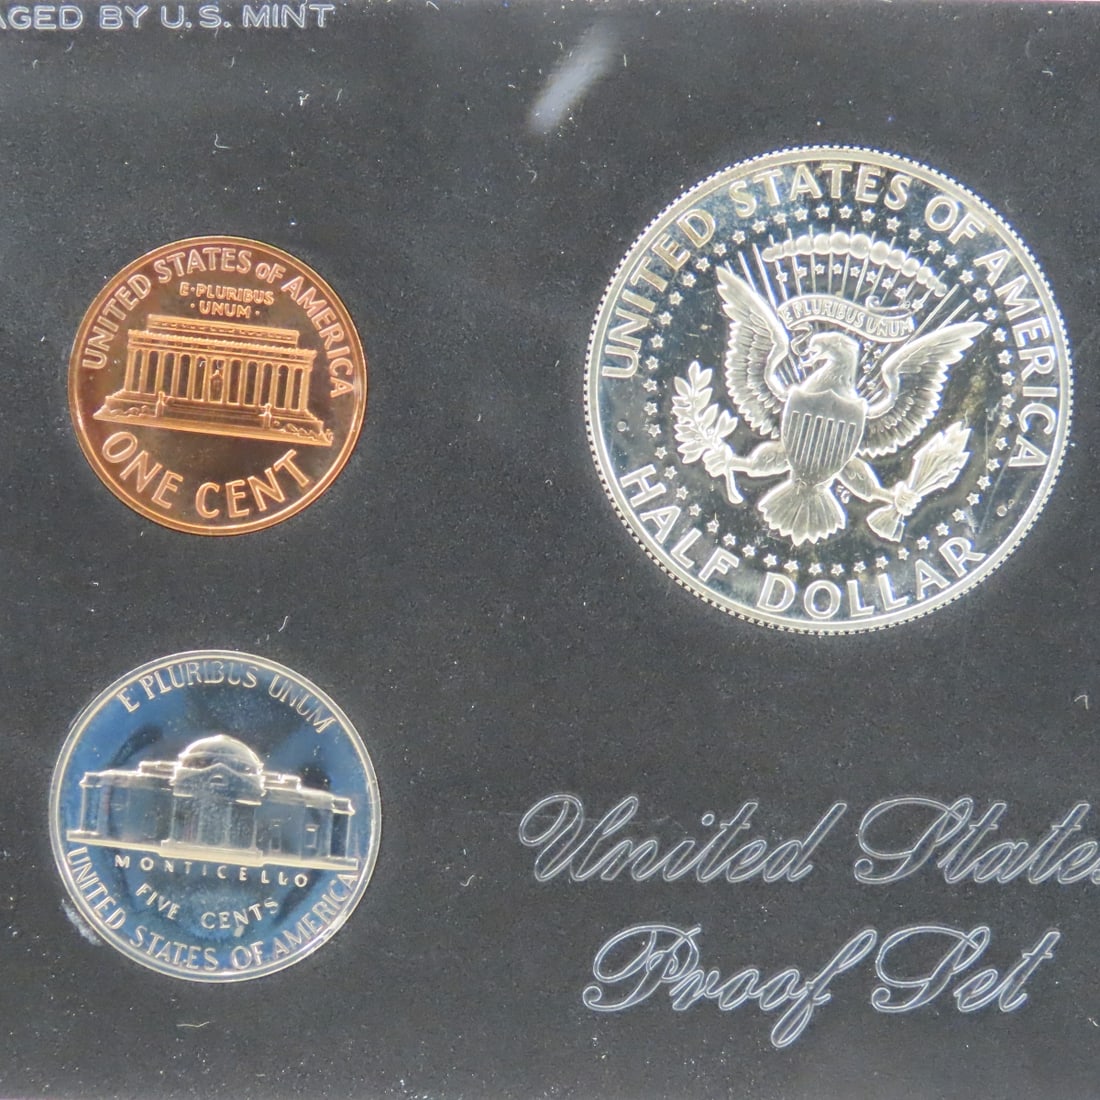 AGED BY U.S. MINT
UNITED STATES OF AMERICA
E·PLURIBUS
·UNUM·
ONE CENT
UNITED STATES OF AMERICA
E PLURIBUS UNUM
FG
HALF DOLLAR
E PLURIBUS UNUM
MONTICELLO
FIVE CENTS
UNITED STATES OF AMERICA
United States
Proof Set